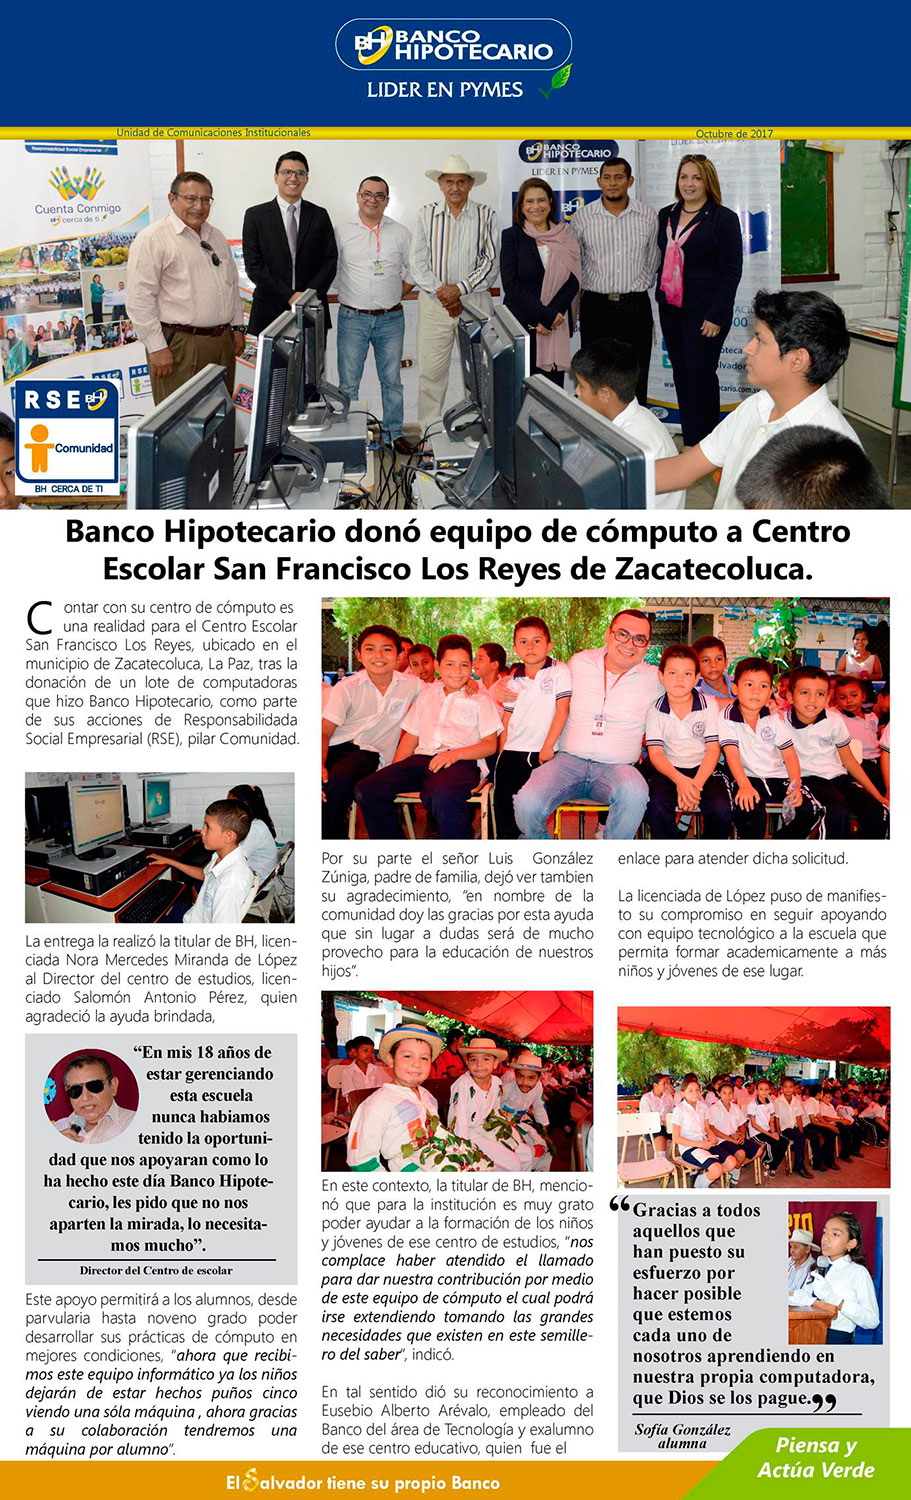 BH BANCO
HIPOTECARIO
LIDER EN PYMES
Unidad de Comunicaciones Institucionales
Octubre de 2017
Responsabilidad Social Empresarial
Cuenta Conmigo
cerca de ti
BH BANCO
HIPOTECARIO
LIDER EN PYMES
LIDER EN PYMES
RSE BH
Comunidad
BH CERCA DE TI
Banco Hipotecario donó equipo de cómputo a Centro
Escolar San Francisco Los Reyes de Zacatecoluca.
Contar con su centro de cómputo es
una realidad para el Centro Escolar
San Francisco Los Reyes, ubicado en el
municipio de Zacatecoluca, La Paz, tras la
donación de un lote de computadoras
que hizo Banco Hipotecario, como parte
de sus acciones de Responsabilidada
Social Empresarial (RSE), pilar Comunidad.
La entrega la realizó la titular de BH, licen-
ciada Nora Mercedes Miranda de López
al Director del centro de estudios, licen-
ciado Salomón Antonio Pérez, quien
agradeció la ayuda brindada,
“En mis 18 años de
estar gerenciando
esta escuela
nunca habiamos
tenido la oportuni-
dad que nos apoyaran como lo
ha hecho este día Banco Hipote-
cario, les pido que no nos
aparten la mirada, lo necesita-
mos mucho”.
Director del Centro de escolar
Este apoyo permitirá a los alumnos, desde
parvularia hasta noveno grado poder
desarrollar sus prácticas de cómputo en
mejores condiciones, “ahora que recibi-
mos este equipo informático ya los niños
dejarán de estar hechos puños cinco
viendo una sóla máquina , ahora gracias
a su colaboración tendremos una
máquina por alumno”.
Por su parte el señor Luis González
Zúniga, padre de familia, dejó ver tambien
su agradecimiento, “en nombre de la
comunidad doy las gracias por esta ayuda
que sin lugar a dudas será de mucho
provecho para la educación de nuestros
hijos”.
En este contexto, la titular de BH, mencio-
nó que para la institución es muy grato
poder ayudar a la formación de los niños
y jóvenes de ese centro de estudios, “nos
complace haber atendido el llamado
para dar nuestra contribución por medio
de este equipo de cómputo el cual podrá
irse extendiendo tomando las grandes
necesidades que existen en este semille-
ro del saber”, indicó.
En tal sentido dió su reconocimiento a
Eusebio Alberto Arévalo, empleado del
Banco del área de Tecnología y exalumno
de ese centro educativo, quien fue el
enlace para atender dicha solicitud.
La licenciada de López puso de manifies-
to su compromiso en seguir apoyando
con equipo tecnológico a la escuela que
permita formar academicamente a más
niños y jóvenes de ese lugar.
“Gracias a todos
aquellos que
han puesto su
esfuerzo por
hacer posible
que estemos
cada uno de
nosotros aprendiendo en
nuestra propia computadora,
que Dios se los pague.”
Sofía González
alumna
Piensa y
Actúa Verde
El Salvador tiene su propio Banco